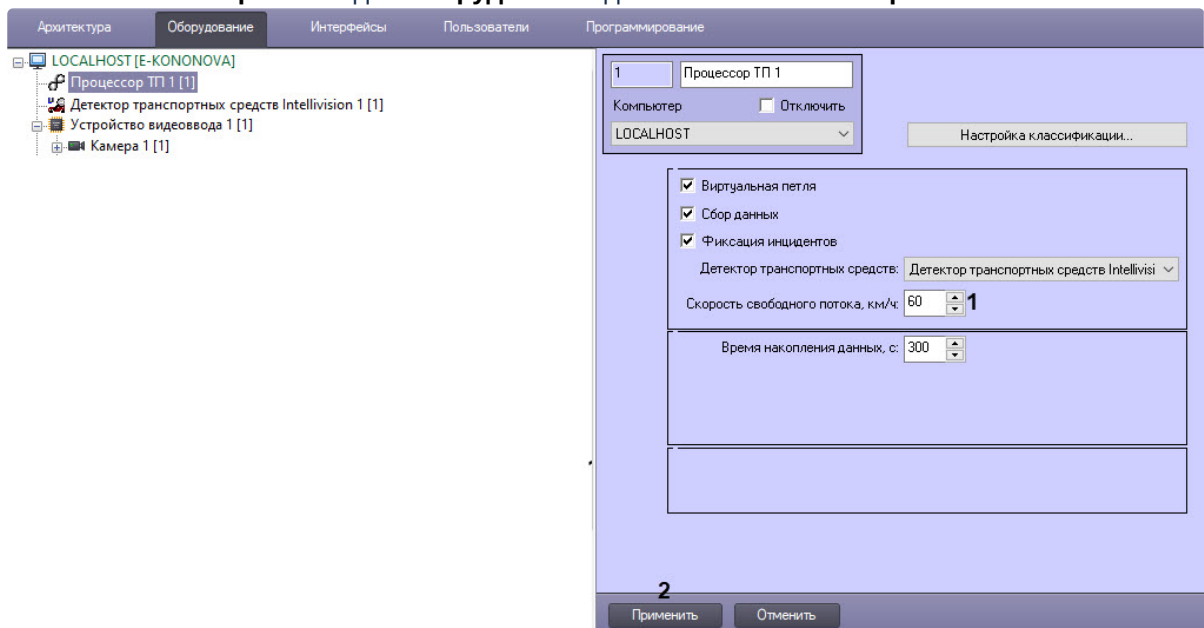 Архитектура Оборудование Интерфейсы Пользователи Программирование
LOCALHOST [E-KONONOVA]
Процессор ТП 1 [1]
Детектор транспортных средств Intellivision 1 [1]
Устройство видеоввода 1 [1]
Камера 1 [1]
1 Процессор ТП 1
Компьютер Отключить
LOCALHOST Настройка классификации...
Виртуальная петля
Сбор данных
Фиксация инцидентов
Детектор транспортных средств: Детектор транспортных средств Intellivisi
Скорость свободного потока, км/ч: 60 1
Время накопления данных, с: 300
2
Применить Отменить